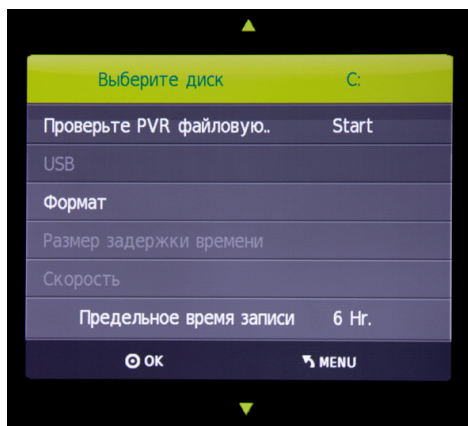 Выберите диск C:
Проверьте PVR файловую.. Start
USB
Формат
Размер задержки времени
Скорость
Предельное время записи 6 Hr.
OK MENU